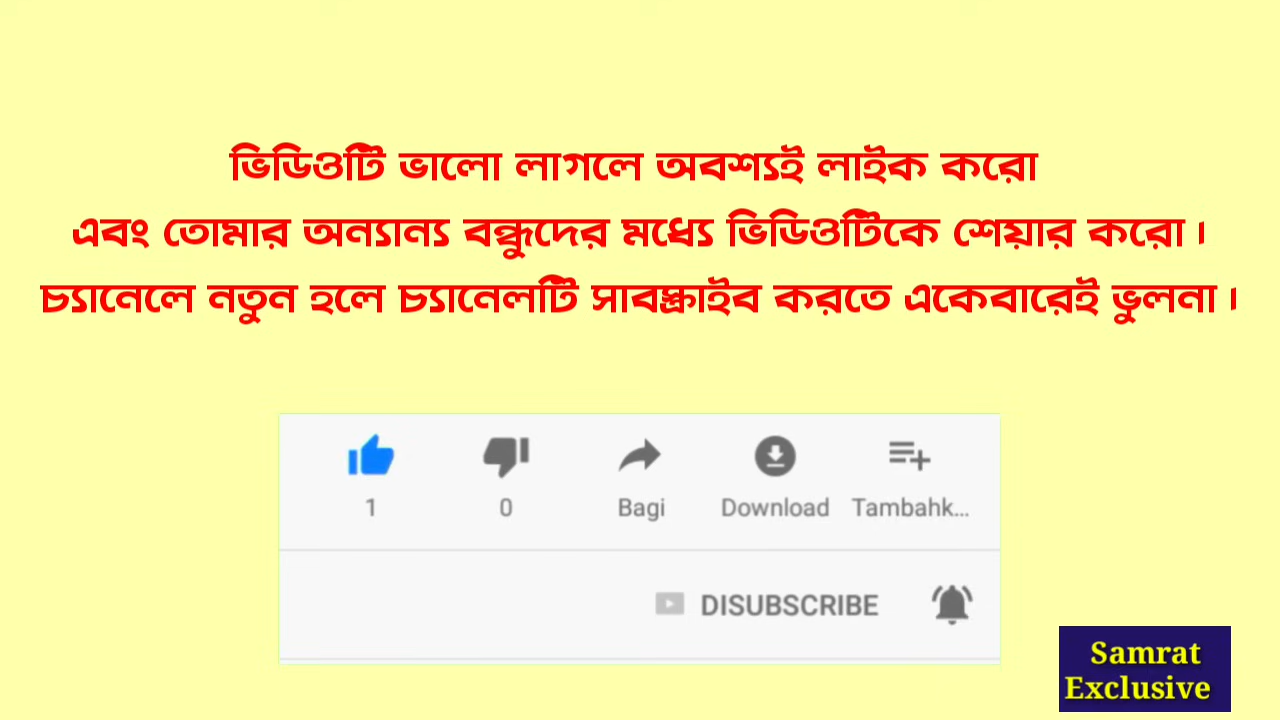 ভিডিওটি ভালো লাগলে অবশ্যই লাইক করো
এবং তোমার অন্যান্য বন্ধুদের মধ্যে ভিডিওটিকে শেয়ার করো।
চ্যানেলে নতুন হলে চ্যানেলটি সাবস্ক্রাইব করতে একেবারেই ভুলনা।
1 0 Bagi Download Tambahk...
DISUBSCRIBE
Samrat
Exclusive